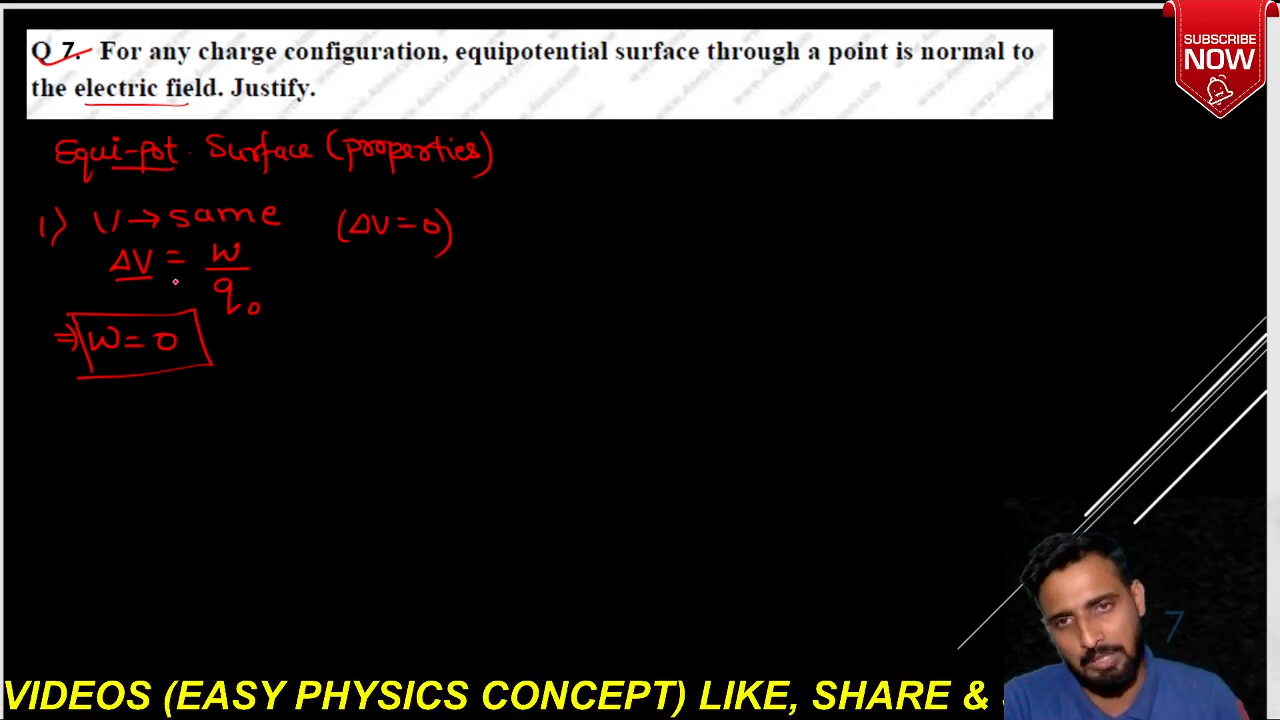 SUBSCRIBE
NOW
Q 7. For any charge configuration, equipotential surface through a point is normal to
the electric field. Justify.
Equi-pot. Surface (properties)
1) V → same (ΔV = 0)
ΔV = W / q₀
⇒ W = 0
7
VIDEOS (EASY PHYSICS CONCEPT) LIKE, SHARE &